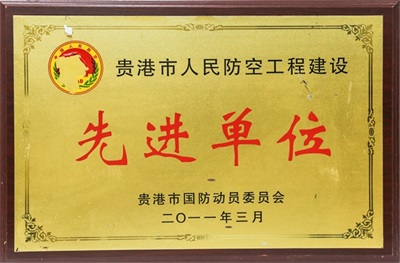 贵港市人民防空工程建设
先进单位
贵港市国防动员委员会
二〇一一年三月